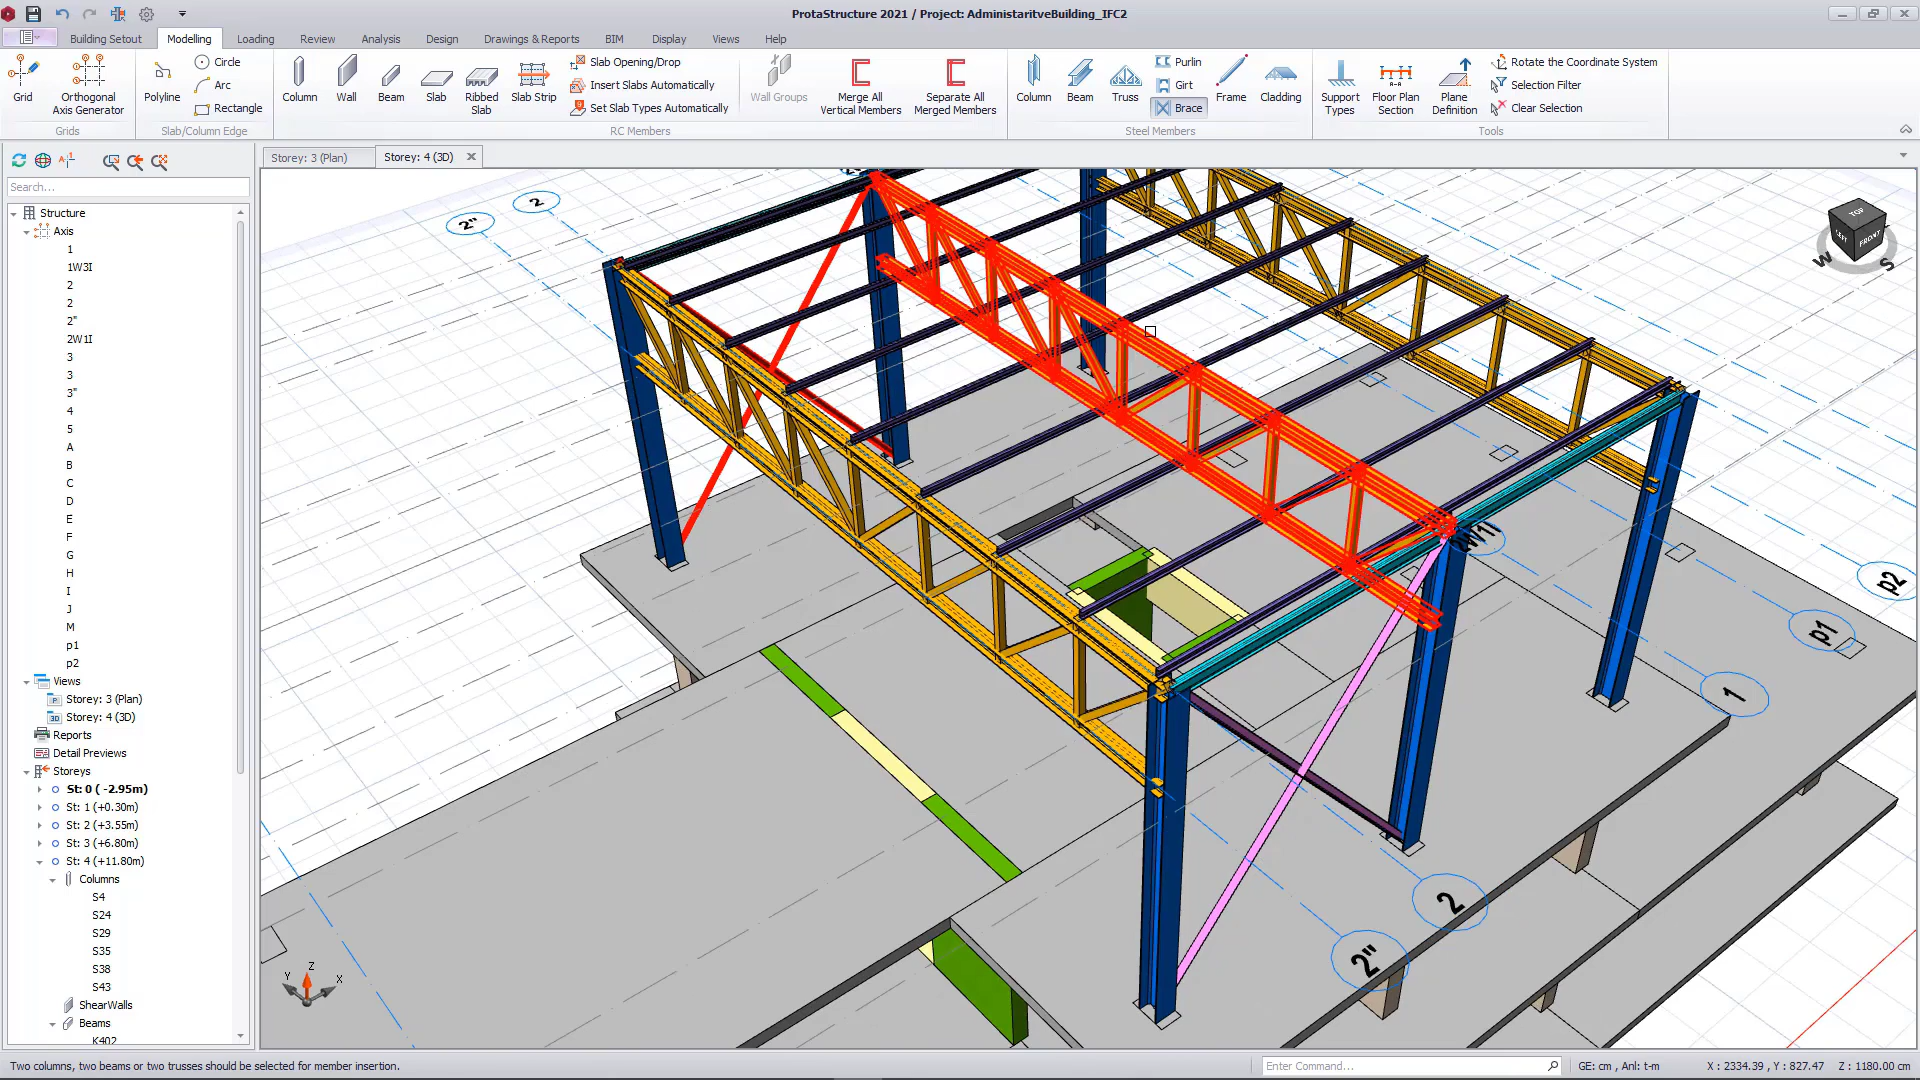 ProtaStructure 2021 / Project: AdministaritveBuilding_IFC2
Building Setout
Modelling
Loading
Review
Analysis
Design
Drawings & Reports
BIM
Display
Views
Help
Grid
Orthogonal
Axis Generator
Grids
Polyline
Circle
Arc
Rectangle
Slab/Column Edge
Column
Wall
Beam
Slab
Ribbed
Slab
Slab Strip
Slab Opening/Drop
Insert Slabs Automatically
Set Slab Types Automatically
Wall Groups
Merge All
Vertical Members
Separate All
Merged Members
RC Members
Column
Beam
Truss
Purlin
Girt
Brace
Frame
Cladding
Steel Members
Support
Types
Floor Plan
Section
Plane
Definition
Rotate the Coordinate System
Selection Filter
Clear Selection
Tools
Storey: 3 (Plan)
Storey: 4 (3D)
Search...
Structure
Axis
1
1W3I
2
2
2"
2W1I
3
3
3"
4
5
A
B
C
D
E
F
G
H
I
J
M
p1
p2
Views
Storey: 3 (Plan)
Storey: 4 (3D)
Reports
Detail Previews
Storeys
St: 0 ( -2.95m)
St: 1 (+0.30m)
St: 2 (+3.55m)
St: 3 (+6.80m)
St: 4 (+11.80m)
Columns
S4
S24
S29
S35
S38
S43
ShearWalls
Beams
K402
2"
2
TOP
LEFT
FRONT
W
S
2W1I
p2
p1
1
2
2"
Z
Y
X
Two columns, two beams or two trusses should be selected for member insertion.
Enter Command...
GE: cm , Anl: t-m
X : 2334.39 , Y : 827.47
Z : 1180.00 cm